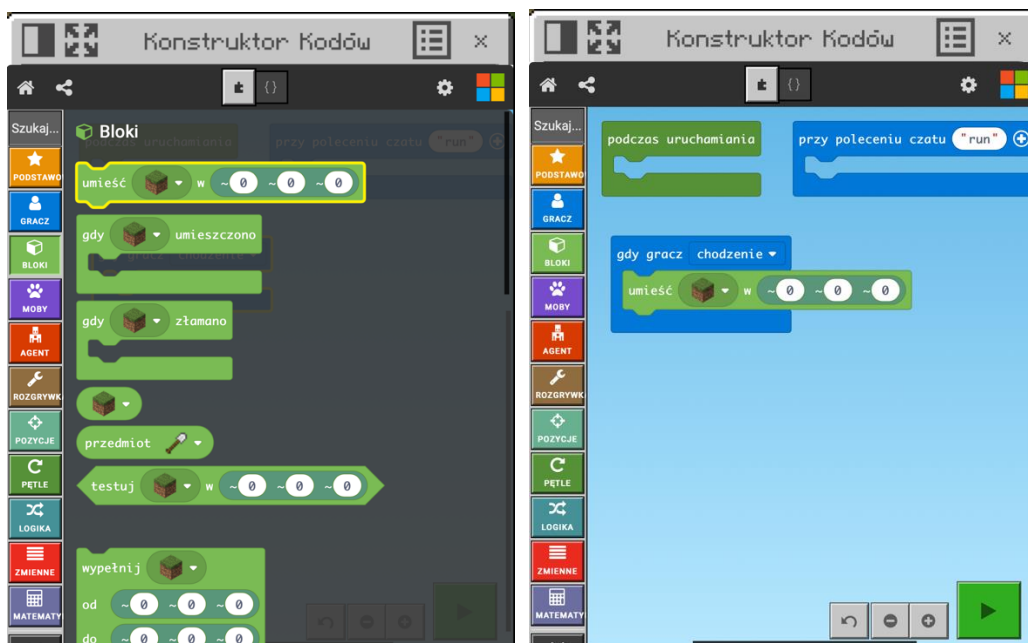 Konstruktor Kodów
Szukaj...
PODSTAWO
GRACZ
BLOKI
MOBY
AGENT
ROZGRYWK
POZYCJE
PĘTLE
LOGIKA
ZMIENNE
MATEMATY
Bloki
podczas uruchamiania
przy poleceniu czatu "run"
umieść w ~0 ~0 ~0
gdy umieszczono
gracz chodzenie
gdy złamano
przedmiot
testuj w ~0 ~0 ~0
wypełnij
od ~0 ~0 ~0
do ~0 ~0 ~0
Konstruktor Kodów
Szukaj...
PODSTAWO
GRACZ
BLOKI
MOBY
AGENT
ROZGRYWK
POZYCJE
PĘTLE
LOGIKA
ZMIENNE
MATEMATY
podczas uruchamiania
przy poleceniu czatu "run"
gdy gracz chodzenie
umieść w ~0 ~0 ~0